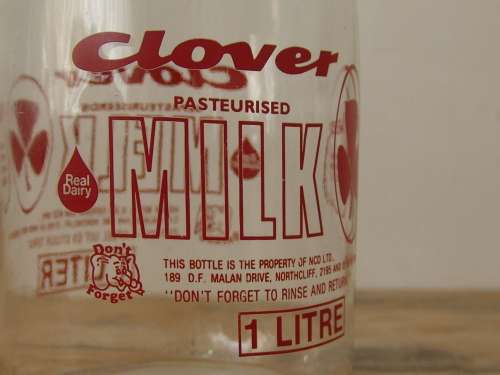 Clover
PASTEURISED
MILK
Real
Dairy
Don't
Forget
THIS BOTTLE IS THE PROPERTY OF NCD LTD.,
189 D.F. MALAN DRIVE, NORTHCLIFF, 2195 AND
"DON'T FORGET TO RINSE AND RETURN
1 LITRE